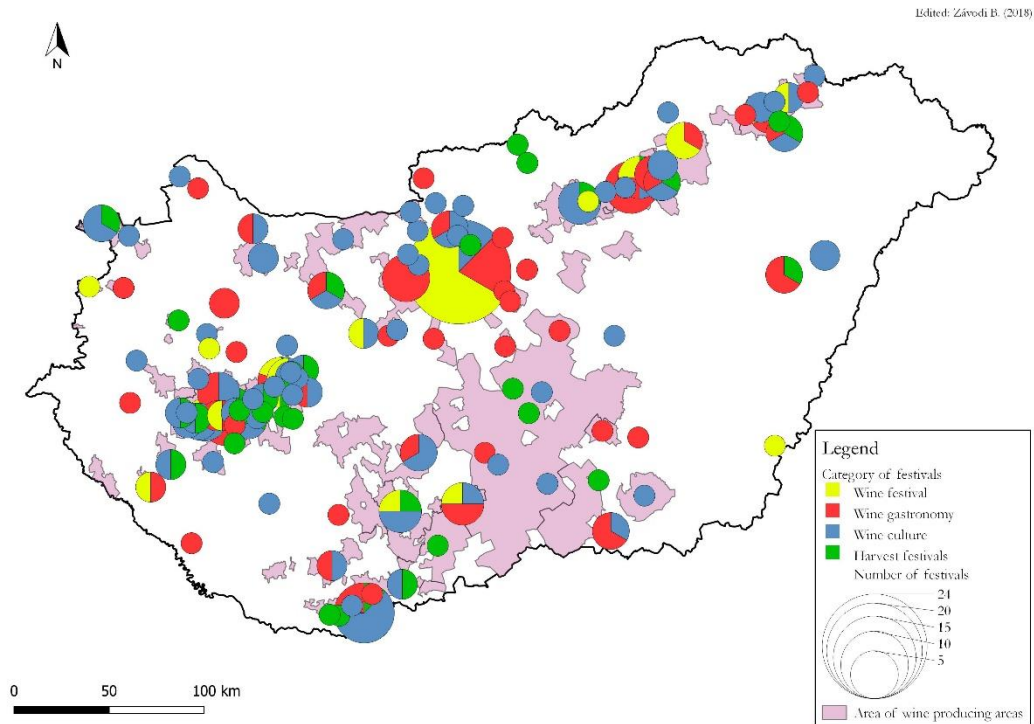 Edited: Závodi B. (2018)
N
Legend
Category of festivals
Wine festival
Wine gastronomy
Wine culture
Harvest festivals
Number of festivals
24
20
15
10
5
Area of wine producing areas
0 50 100 km